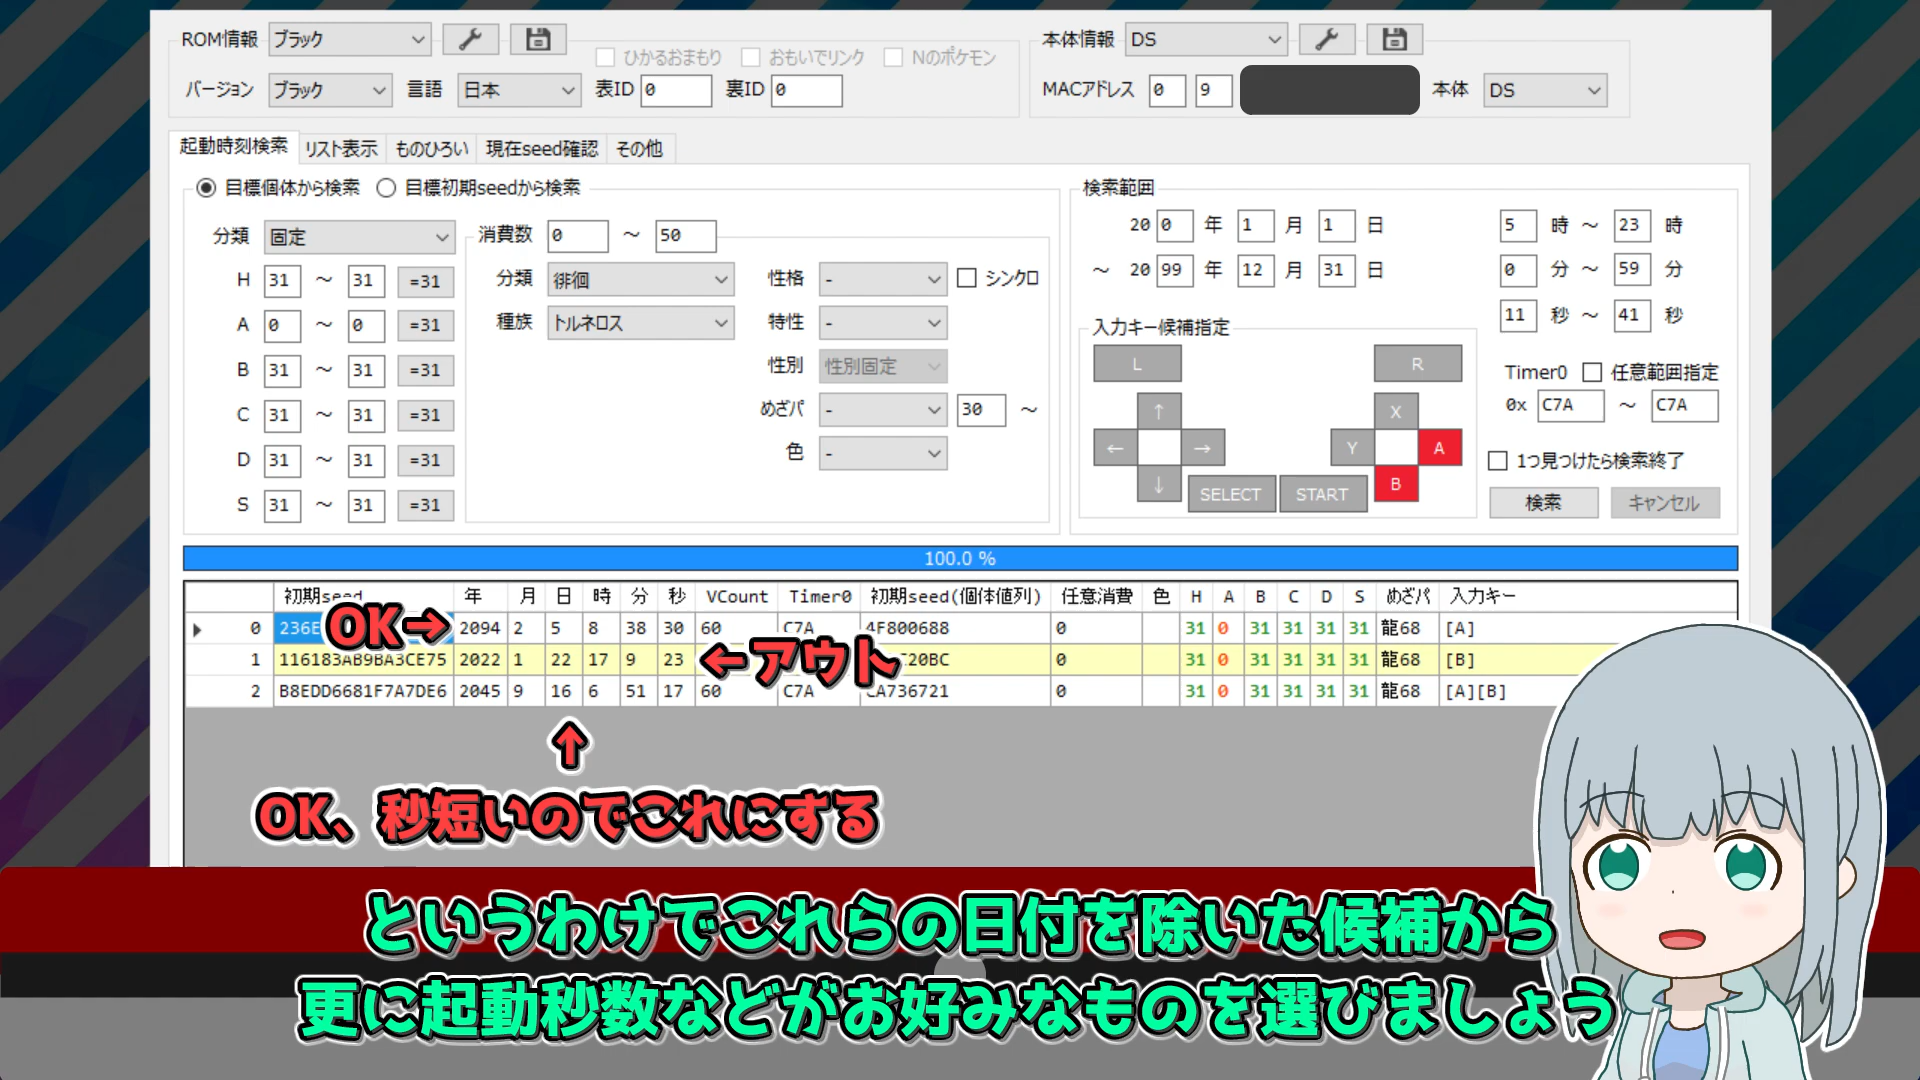 ROM情報 ブラック
ひかるおまもり おもいでリンク Nのポケモン
バージョン ブラック 言語 日本 表ID 0 裏ID 0
本体情報 DS
MACアドレス 0 9 本体 DS
起動時刻検索 リスト表示 ものひろい 現在seed確認 その他
目標個体から検索 目標初期seedから検索
分類 固定
H 31 ～ 31 =31
A 0 ～ 0 =31
B 31 ～ 31 =31
C 31 ～ 31 =31
D 31 ～ 31 =31
S 31 ～ 31 =31
消費数 0 ～ 50
分類 徘徊
種族 トルネロス
性格 - シンクロ
特性 -
性別 性別固定
めざパ - 30 ～
色 -
検索範囲
20 0 年 1 月 1 日
～ 20 99 年 12 月 31 日
5 時 ～ 23 時
0 分 ～ 59 分
11 秒 ～ 41 秒
入力キー候補指定
L R
↑ X
← → Y A
↓ SELECT START B
Timer0 任意範囲指定
0x C7A ～ C7A
1つ見つけたら検索終了
検索 キャンセル
100.0 %
初期seed 年 月 日 時 分 秒 VCount Timer0 初期seed(個体値列) 任意消費 色 H A B C D S めざパ 入力キー
0 236E OK→ 2094 2 5 8 38 30 60 C7A 4F800688 0 31 0 31 31 31 31 龍68 [A]
1 116183AB9BA3CE75 2022 1 22 17 9 23 ←アウト C20BC 0 31 0 31 31 31 31 龍68 [B]
2 B8EDD6681F7A7DE6 2045 9 16 6 51 17 60 C7A CA736721 0 31 0 31 31 31 31 龍68 [A][B]
↑
OK、秒短いのでこれにする
というわけでこれらの日付を除いた候補から
更に起動秒数などがお好みなものを選びましょう